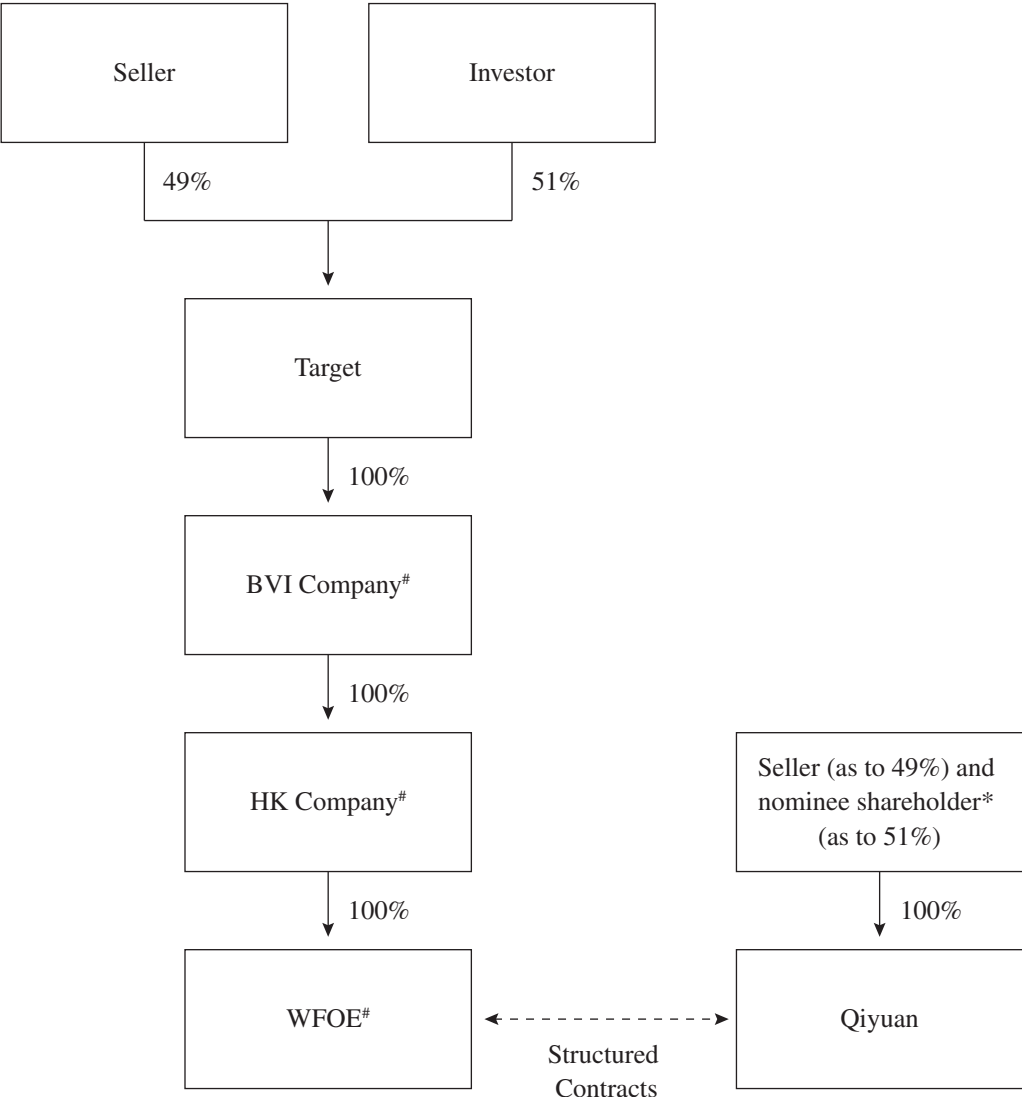 Seller
Investor
49%
51%
Target
100%
BVI Company#
100%
HK Company#
Seller (as to 49%) and
nominee shareholder*
(as to 51%)
100%
100%
WFOE#
Qiyuan
Structured
Contracts